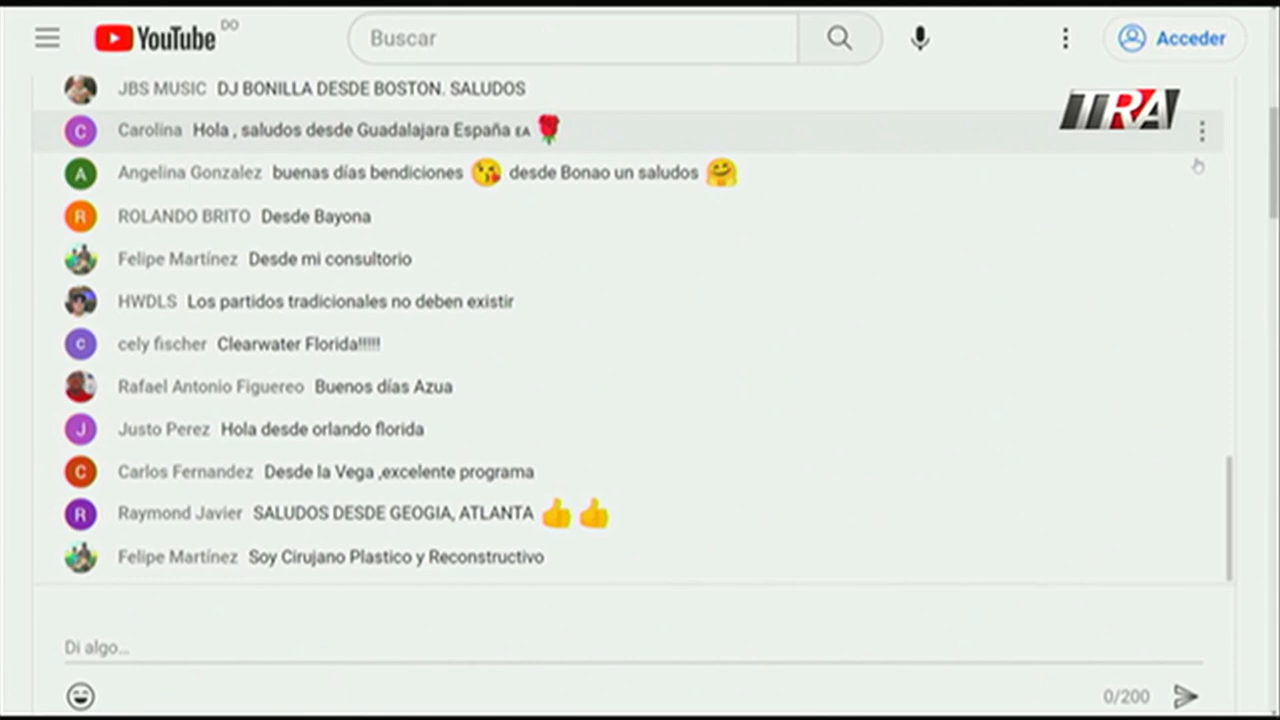 YouTube DO
Buscar
Acceder
TRA
JBS MUSIC DJ BONILLA DESDE BOSTON. SALUDOS
C Carolina Hola , saludos desde Guadalajara España ᴇᴀ 🌹
A Angelina Gonzalez buenas días bendiciones 😘 desde Bonao un saludos 🤗
R ROLANDO BRITO Desde Bayona
Felipe Martínez Desde mi consultorio
HWDLS Los partidos tradicionales no deben existir
c cely fischer Clearwater Florida!!!!!
Rafael Antonio Figuereo Buenos días Azua
J Justo Perez Hola desde orlando florida
C Carlos Fernandez Desde la Vega ,excelente programa
R Raymond Javier SALUDOS DESDE GEOGIA, ATLANTA 👍 👍
Felipe Martínez Soy Cirujano Plastico y Reconstructivo
Di algo...
0/200